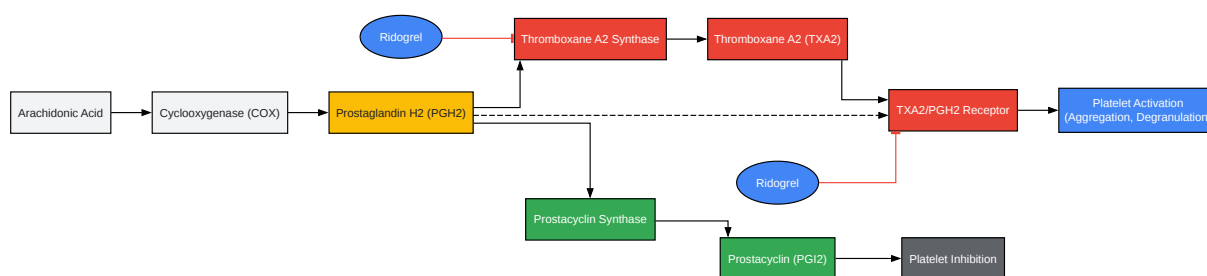 Ridogrel
Thromboxane A2 Synthase
Thromboxane A2 (TXA2)
Arachidonic Acid
Cyclooxygenase (COX)
Prostaglandin H2 (PGH2)
TXA2/PGH2 Receptor
Platelet Activation
(Aggregation, Degranulation
Ridogrel
Prostacyclin Synthase
Prostacyclin (PGI2)
Platelet Inhibition